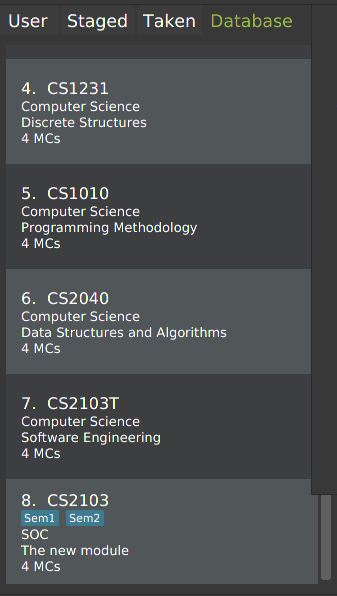 User Staged Taken Database
4. CS1231
Computer Science
Discrete Structures
4 MCs
5. CS1010
Computer Science
Programming Methodology
4 MCs
6. CS2040
Computer Science
Data Structures and Algorithms
4 MCs
7. CS2103T
Computer Science
Software Engineering
4 MCs
8. CS2103
Sem1 Sem2
SOC
The new module
4 MCs